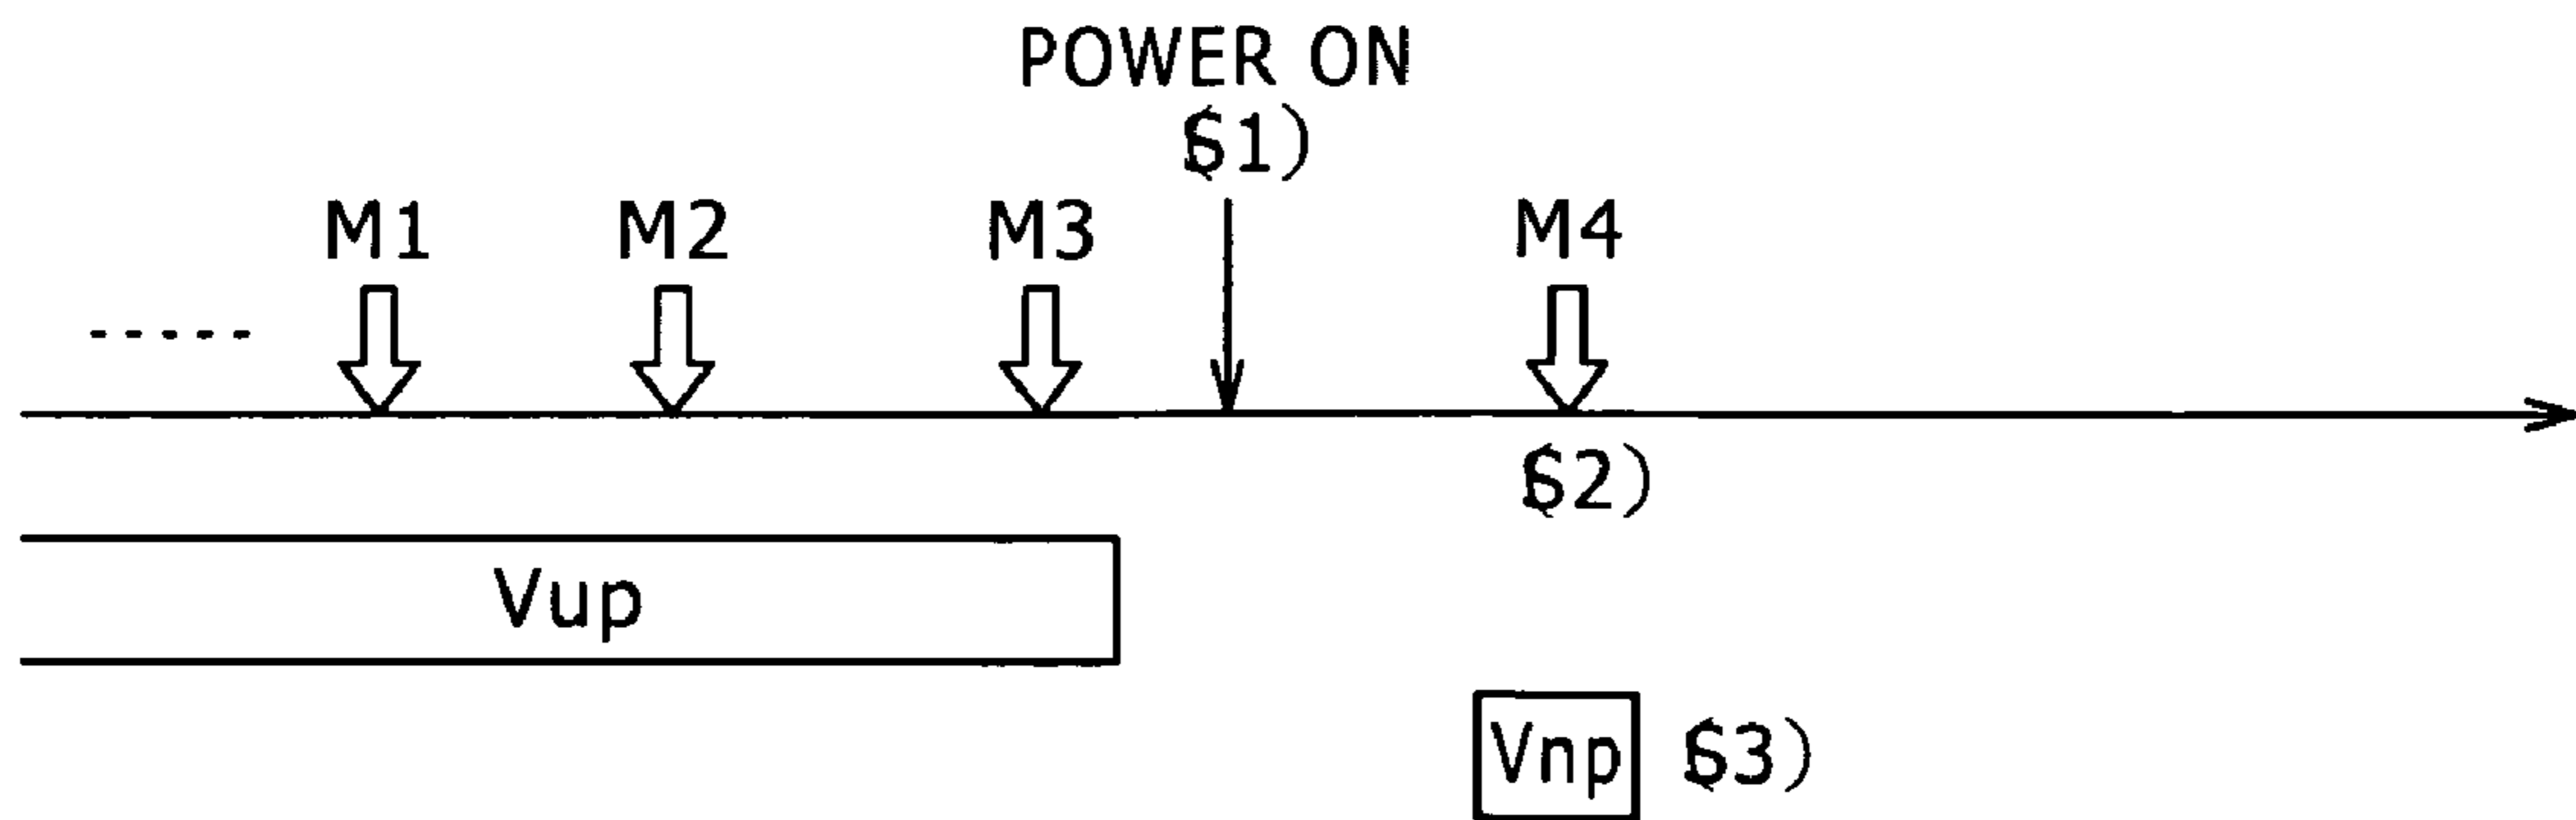 POWER ON
(S1)
M1 M2 M3 M4
-----
(S2)
Vup
Vnp (S3)